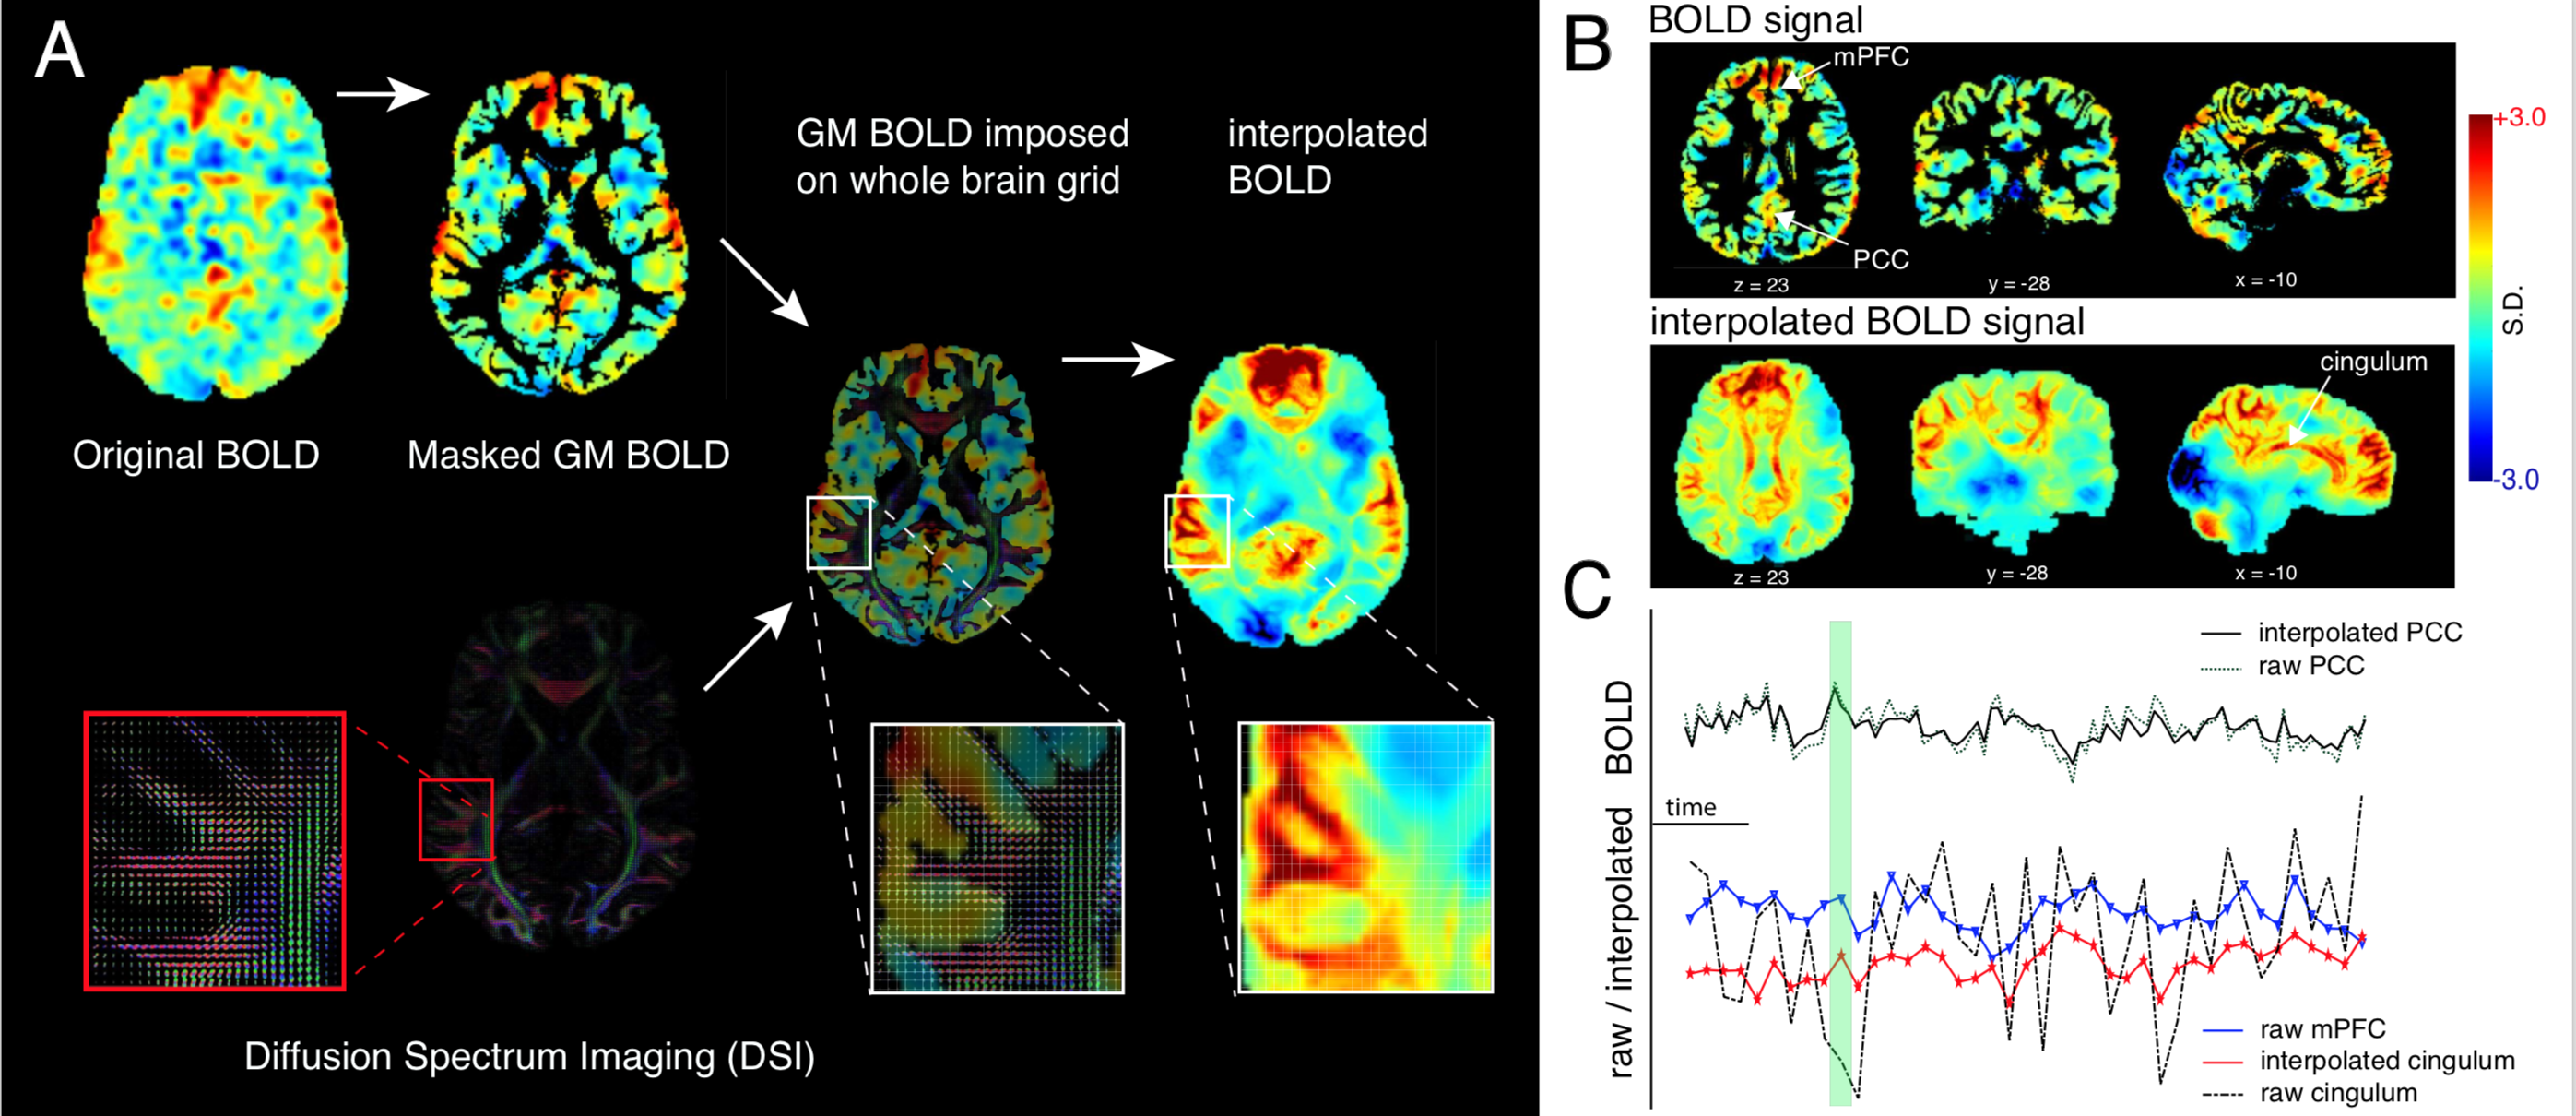 A
GM BOLD imposed
on whole brain grid
interpolated
BOLD
Original BOLD
Masked GM BOLD
Diffusion Spectrum Imaging (DSI)
B
BOLD signal
mPFC
PCC
z = 23
y = -28
x = -10
interpolated BOLD signal
cingulum
z = 23
y = -28
x = -10
+3.0
S.D.
-3.0
C
interpolated PCC
raw PCC
time
raw / interpolated BOLD
raw mPFC
interpolated cingulum
raw cingulum